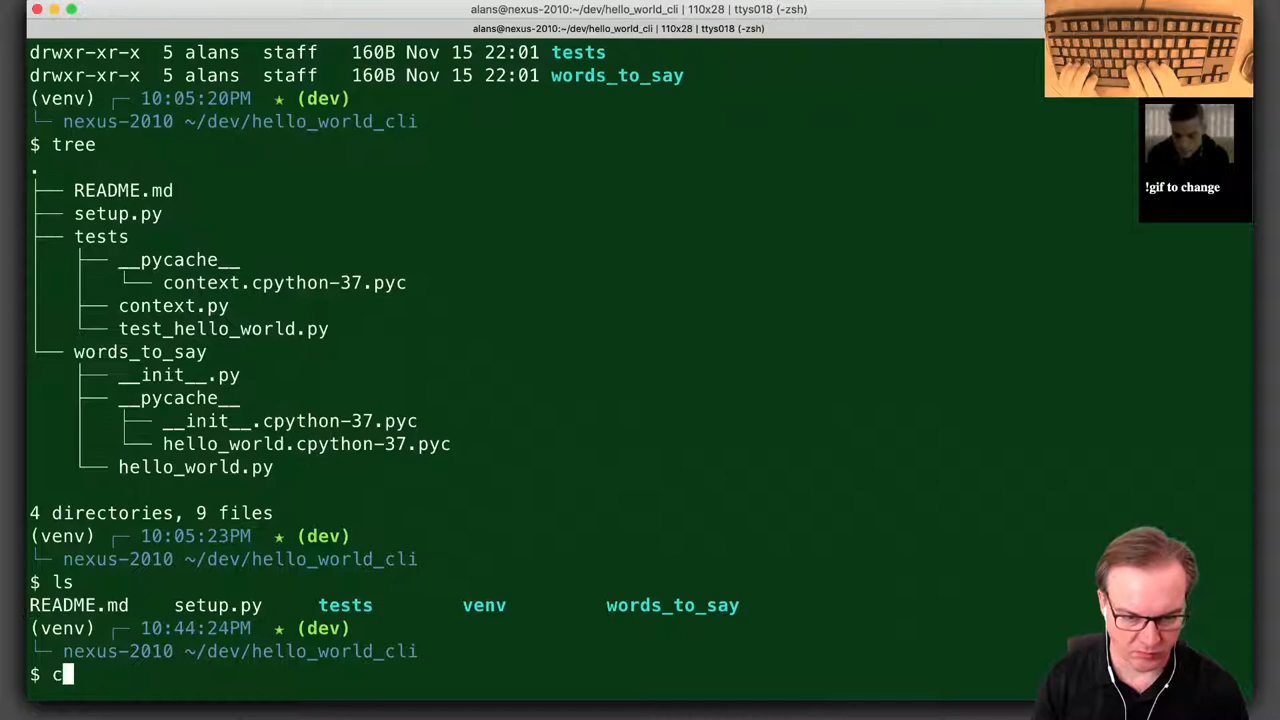 alans@nexus-2010:~/dev/hello_world_cli | 110x28 | ttys018 (-zsh)
alans@nexus-2010:~/dev/hello_world_cli | 110x28 | ttys018 (-zsh)
drwxr-xr-x  5 alans  staff   160B Nov 15 22:01 tests
drwxr-xr-x  5 alans  staff   160B Nov 15 22:01 words_to_say
(venv) ┌─ 10:05:20PM  ★ (dev)
└─ nexus-2010 ~/dev/hello_world_cli
$ tree
.
├── README.md
├── setup.py
├── tests
│   ├── __pycache__
│   │   └── context.cpython-37.pyc
│   ├── context.py
│   └── test_hello_world.py
└── words_to_say
    ├── __init__.py
    ├── __pycache__
    │   ├── __init__.cpython-37.pyc
    │   └── hello_world.cpython-37.pyc
    └── hello_world.py
4 directories, 9 files
(venv) ┌─ 10:05:23PM  ★ (dev)
└─ nexus-2010 ~/dev/hello_world_cli
$ ls
README.md    setup.py     tests        venv         words_to_say
(venv) ┌─ 10:44:24PM  ★ (dev)
└─ nexus-2010 ~/dev/hello_world_cli
$ c
!gif to change